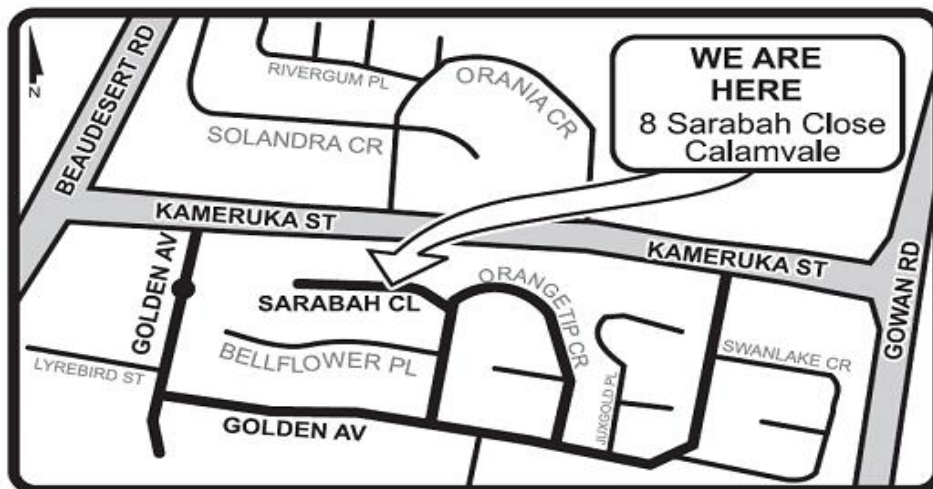 N
BEAUDESERT RD
RIVERGUM PL
ORANIA CR
SOLANDRA CR
WE ARE
HERE
8 Sarabah Close
Calamvale
KAMERUKA ST
KAMERUKA ST
GOWAN RD
GOLDEN AV
SARABAH CL
ORANGETIP CR
BELLFLOWER PL
LYREBIRD ST
JUXGOLD PL
SWANLAKE CR
GOLDEN AV